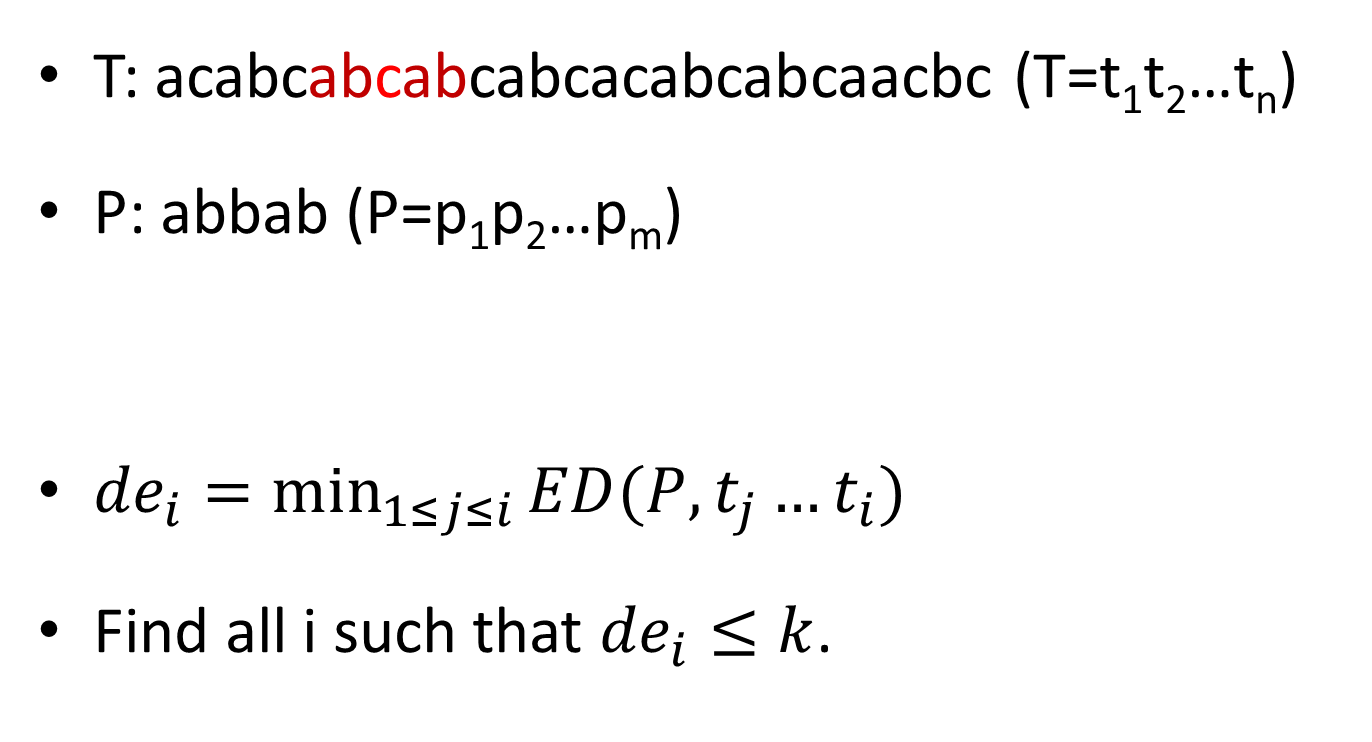 • T: acabcabcabcabcacabcabcaacbc (T=t₁t₂...tₙ)
• P: abbab (P=p₁p₂...pₘ)
• deᵢ = min₁≤ⱼ≤ᵢ ED(P, tⱼ ... tᵢ)
• Find all i such that deᵢ ≤ k.